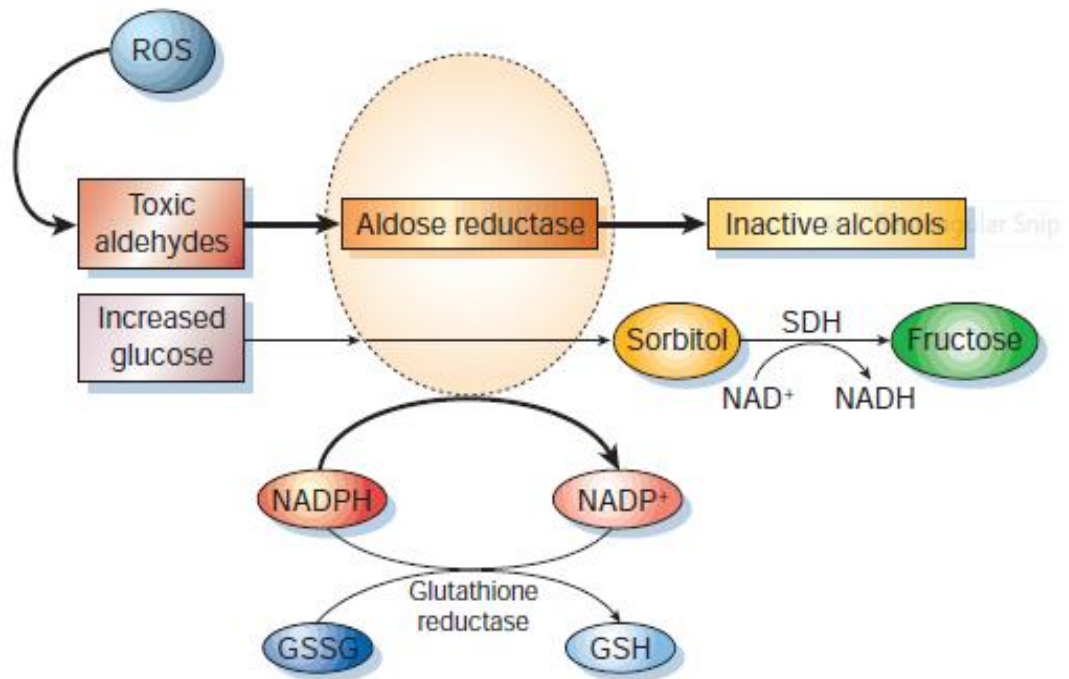 ROS
Toxic
aldehydes
Aldose reductase
Inactive alcohols
Increased
glucose
Sorbitol
SDH
Fructose
NAD⁺
NADH
NADPH
NADP⁺
Glutathione
reductase
GSSG
GSH
Snip